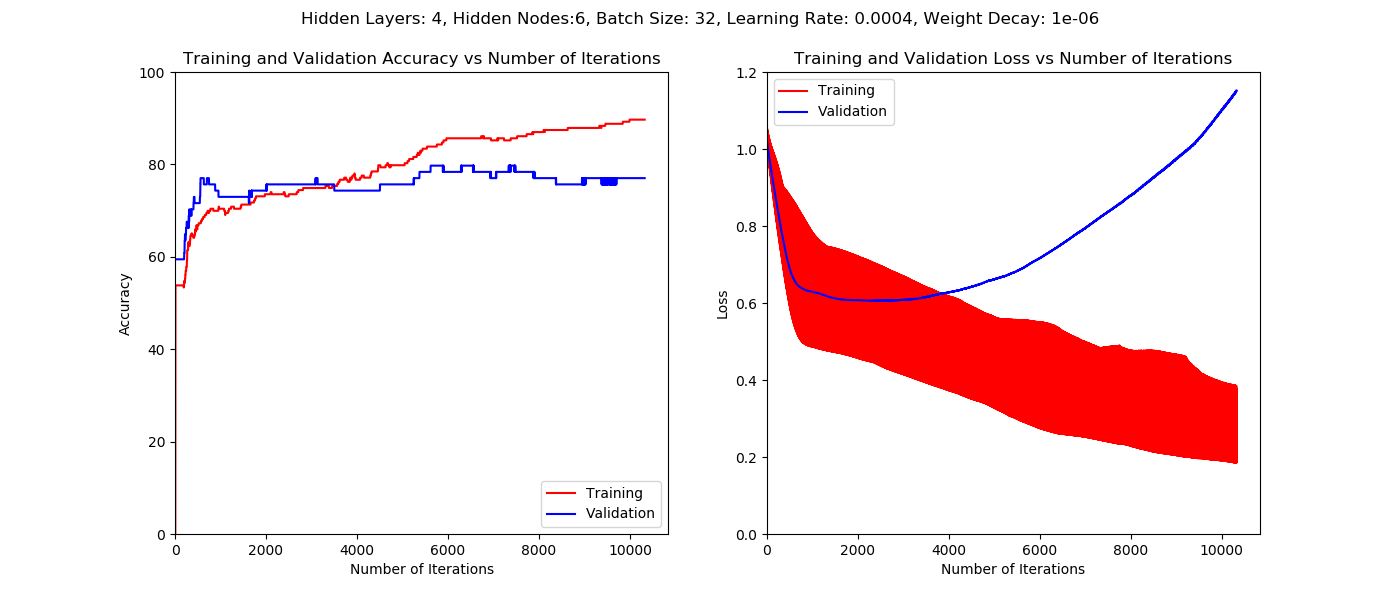 Hidden Layers: 4, Hidden Nodes:6, Batch Size: 32, Learning Rate: 0.0004, Weight Decay: 1e-06
Training and Validation Accuracy vs Number of Iterations
100
80
60
40
20
0
Accuracy
Training
Validation
0 2000 4000 6000 8000 10000
Number of Iterations
Training and Validation Loss vs Number of Iterations
Training
Validation
1.2
1.0
0.8
0.6
0.4
0.2
0.0
Loss
0 2000 4000 6000 8000 10000
Number of Iterations